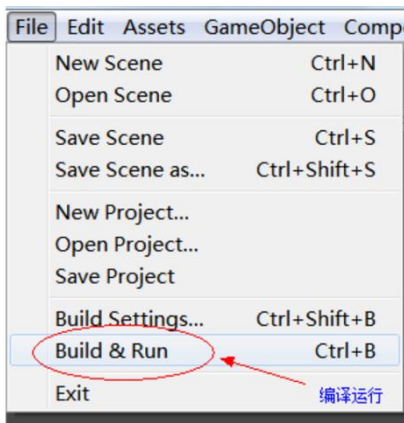 File Edit Assets GameObject Comp
New Scene Ctrl+N
Open Scene Ctrl+O
Save Scene Ctrl+S
Save Scene as... Ctrl+Shift+S
New Project...
Open Project...
Save Project
Build Settings... Ctrl+Shift+B
Build & Run Ctrl+B
Exit 编译运行